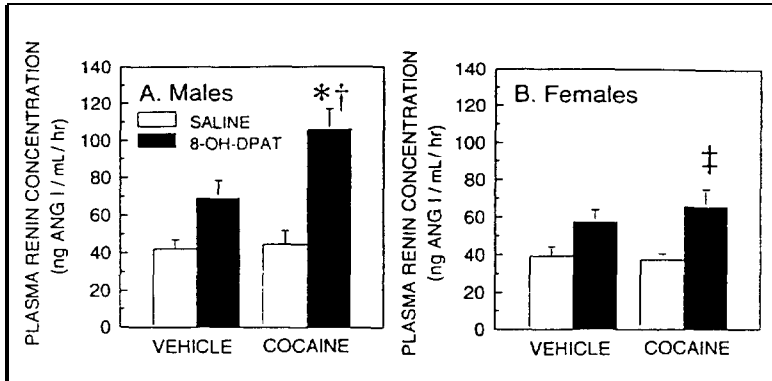 PLASMA RENIN CONCENTRATION
(ng ANG I / mL/ hr)
140
120
100
80
60
40
20
0
A. Males
SALINE
8-OH-DPAT
*†
VEHICLE
COCAINE
PLASMA RENIN CONCENTRATION
(ng ANG I / mL/ hr)
140
120
100
80
60
40
20
0
B. Females
‡
VEHICLE
COCAINE